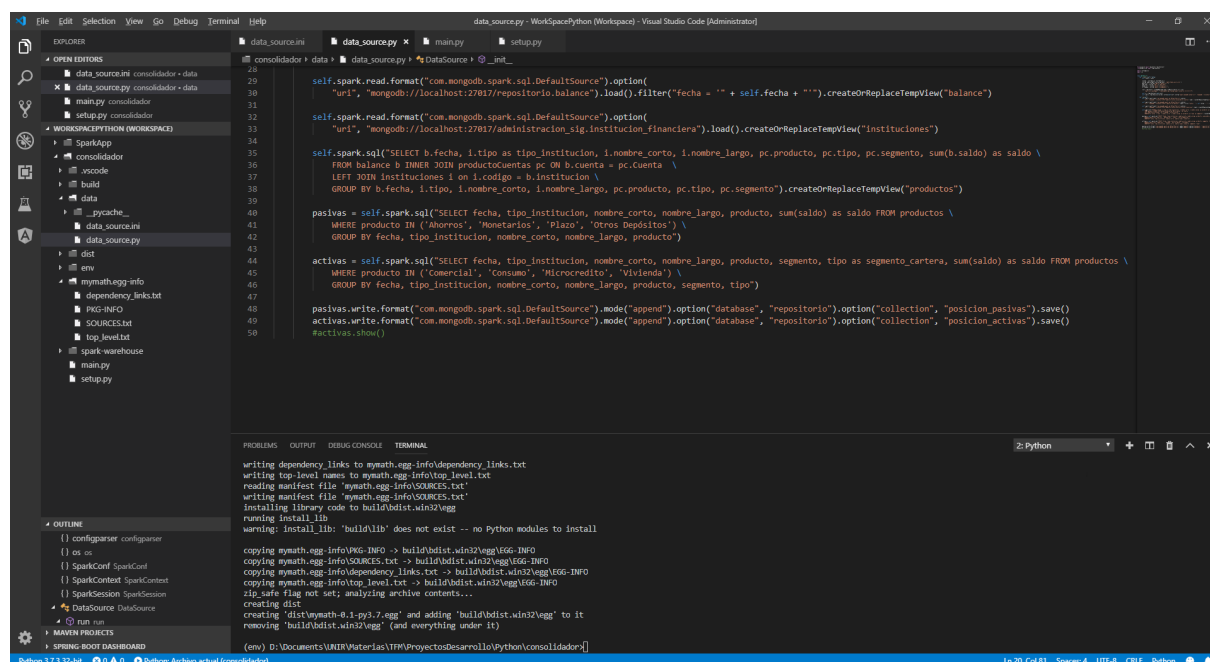 File Edit Selection View Go Debug Terminal Help
data_source.py - WorkSpacePython (Workspace) - Visual Studio Code [Administrator]
EXPLORER
OPEN EDITORS
data_source.ini consolidador • data
data_source.py consolidador • data
main.py consolidador
setup.py consolidador
WORKSPACEPYTHON (WORKSPACE)
SparkApp
consolidador
.vscode
build
data
__pycache__
data_source.ini
data_source.py
dist
env
mymath.egg-info
dependency_links.txt
PKG-INFO
SOURCES.txt
top_level.txt
spark-warehouse
main.py
setup.py
OUTLINE
{} configparser configparser
{} os os
{} SparkConf SparkConf
{} SparkContext SparkContext
{} SparkSession SparkSession
DataSource DataSource
run run
MAVEN PROJECTS
SPRING-BOOT DASHBOARD
data_source.ini data_source.py main.py setup.py
consolidador data data_source.py DataSource __init__
28
29 self.spark.read.format("com.mongodb.spark.sql.DefaultSource").option(
30 "uri", "mongodb://localhost:27017/repositorio.balance").load().filter("fecha = '" + self.fecha + "'").createOrReplaceTempView("balance")
31
32 self.spark.read.format("com.mongodb.spark.sql.DefaultSource").option(
33 "uri", "mongodb://localhost:27017/administracion_sig.institucion_financiera").load().createOrReplaceTempView("instituciones")
34
35 self.spark.sql("SELECT b.fecha, i.tipo as tipo_institucion, i.nombre_corto, i.nombre_largo, pc.producto, pc.tipo, pc.segmento, sum(b.saldo) as saldo \
36 FROM balance b INNER JOIN productoCuentas pc ON b.cuenta = pc.Cuenta \
37 LEFT JOIN instituciones i on i.codigo = b.institucion \
38 GROUP BY b.fecha, i.tipo, i.nombre_corto, i.nombre_largo, pc.producto, pc.tipo, pc.segmento").createOrReplaceTempView("productos")
39
40 pasivas = self.spark.sql("SELECT fecha, tipo_institucion, nombre_corto, nombre_largo, producto, sum(saldo) as saldo FROM productos \
41 WHERE producto IN ('Ahorros', 'Monetarios', 'Plazo', 'Otros Depósitos') \
42 GROUP BY fecha, tipo_institucion, nombre_corto, nombre_largo, producto")
43
44 activas = self.spark.sql("SELECT fecha, tipo_institucion, nombre_corto, nombre_largo, producto, segmento, tipo as segmento_cartera, sum(saldo) as saldo FROM productos \
45 WHERE producto IN ('Comercial', 'Consumo', 'Microcredito', 'Vivienda') \
46 GROUP BY fecha, tipo_institucion, nombre_corto, nombre_largo, producto, segmento, tipo")
47
48 pasivas.write.format("com.mongodb.spark.sql.DefaultSource").mode("append").option("database", "repositorio").option("collection", "posicion_pasivas").save()
49 activas.write.format("com.mongodb.spark.sql.DefaultSource").mode("append").option("database", "repositorio").option("collection", "posicion_activas").save()
50 #activas.show()
PROBLEMS OUTPUT DEBUG CONSOLE TERMINAL 2: Python
writing dependency_links to mymath.egg-info\dependency_links.txt
writing top-level names to mymath.egg-info\top_level.txt
reading manifest file 'mymath.egg-info\SOURCES.txt'
writing manifest file 'mymath.egg-info\SOURCES.txt'
installing library code to build\bdist.win32\egg
running install_lib
warning: install_lib: 'build\lib' does not exist -- no Python modules to install
copying mymath.egg-info\PKG-INFO -> build\bdist.win32\egg\EGG-INFO
copying mymath.egg-info\SOURCES.txt -> build\bdist.win32\egg\EGG-INFO
copying mymath.egg-info\dependency_links.txt -> build\bdist.win32\egg\EGG-INFO
copying mymath.egg-info\top_level.txt -> build\bdist.win32\egg\EGG-INFO
zip_safe flag not set; analyzing archive contents...
creating dist
creating 'dist\mymath-0.1-py3.7.egg' and adding 'build\bdist.win32\egg' to it
removing 'build\bdist.win32\egg' (and everything under it)
(env) D:\Documents\UNIR\Materias\TFM\ProyectosDesarrollo\Python\consolidador>
Python 3.7.3 32-bit 0 0 Python: Archivo actual (consolidador) Ln 20, Col 81 Spaces: 4 UTF-8 CRLF Python